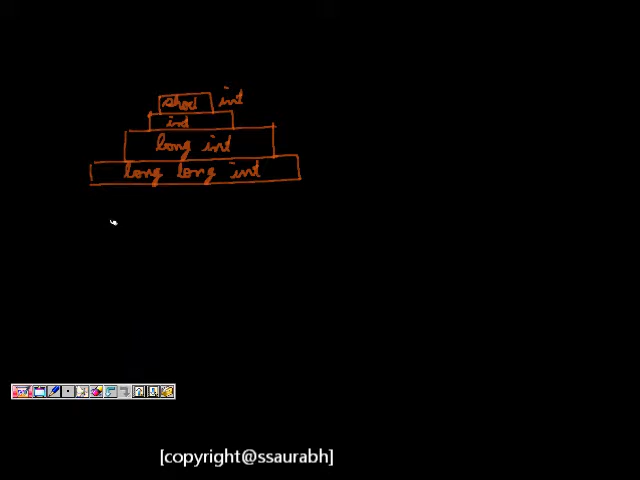 short int
int
long int
long long int
[copyright@ssaurabh]